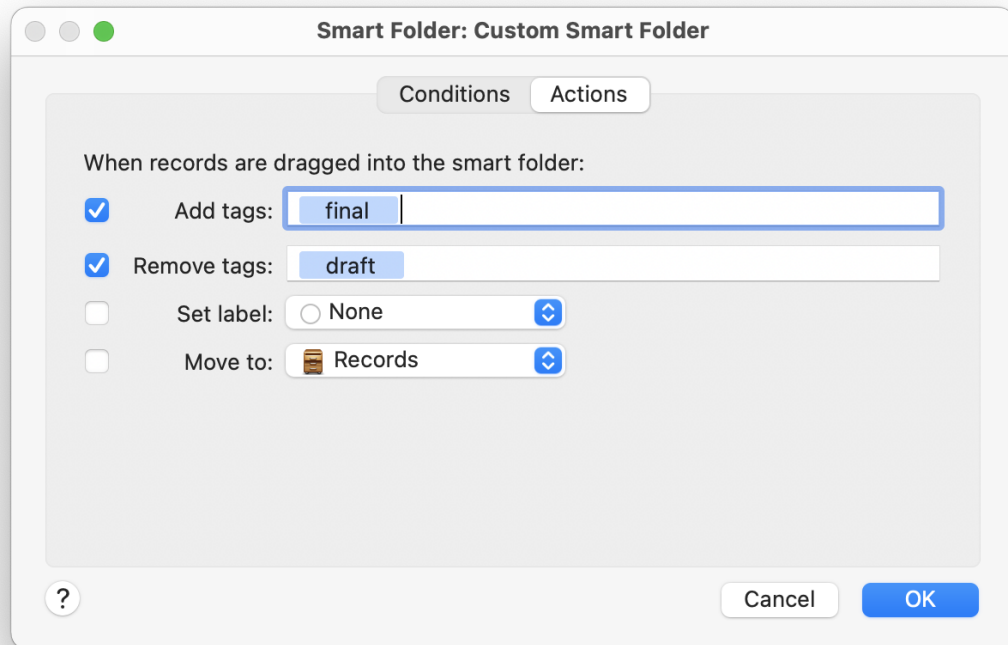 Smart Folder: Custom Smart Folder
Conditions Actions
When records are dragged into the smart folder:
Add tags: final
Remove tags: draft
Set label: None
Move to: Records
? Cancel OK